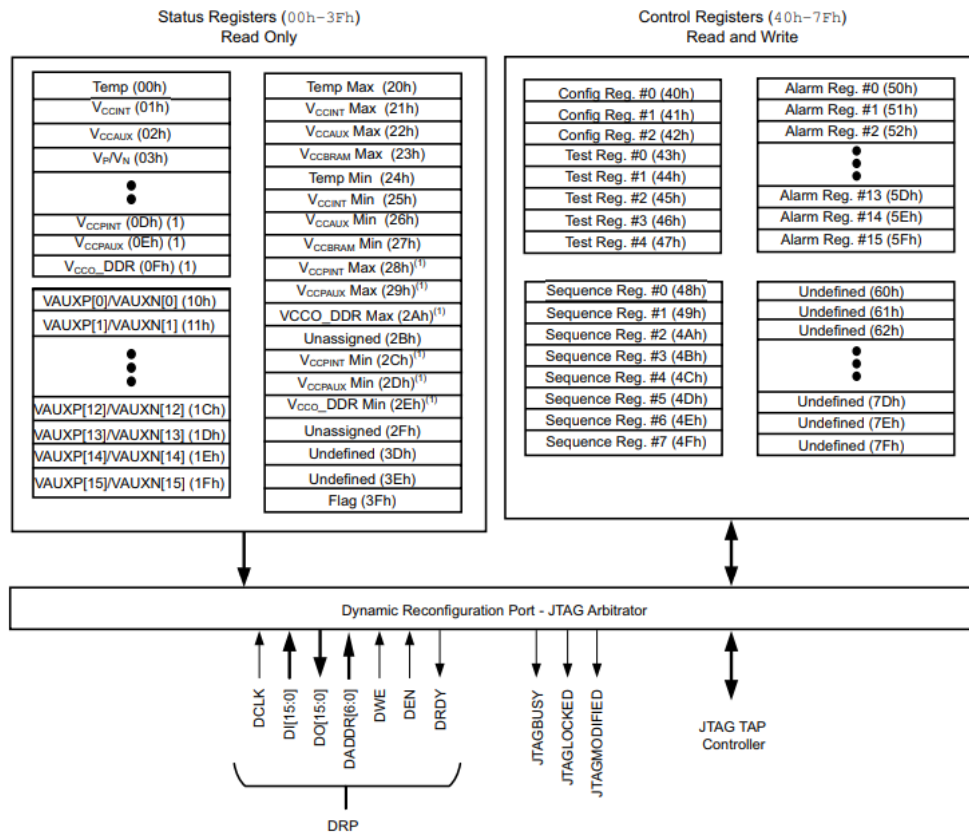 Status Registers (00h–3Fh)
Read Only
Temp (00h)
VCCINT (01h)
VCCAUX (02h)
VP/VN (03h)
VCCPINT (0Dh) (1)
VCCPAUX (0Eh) (1)
VCCO_DDR (0Fh) (1)
VAUXP[0]/VAUXN[0] (10h)
VAUXP[1]/VAUXN[1] (11h)
VAUXP[12]/VAUXN[12] (1Ch)
VAUXP[13]/VAUXN[13] (1Dh)
VAUXP[14]/VAUXN[14] (1Eh)
VAUXP[15]/VAUXN[15] (1Fh)
Temp Max (20h)
VCCINT Max (21h)
VCCAUX Max (22h)
VCCBRAM Max (23h)
Temp Min (24h)
VCCINT Min (25h)
VCCAUX Min (26h)
VCCBRAM Min (27h)
VCCPINT Max (28h)(1)
VCCPAUX Max (29h)(1)
VCCO_DDR Max (2Ah)(1)
Unassigned (2Bh)
VCCPINT Min (2Ch)(1)
VCCPAUX Min (2Dh)(1)
VCCO_DDR Min (2Eh)(1)
Unassigned (2Fh)
Undefined (3Dh)
Undefined (3Eh)
Flag (3Fh)
Control Registers (40h–7Fh)
Read and Write
Config Reg. #0 (40h)
Config Reg. #1 (41h)
Config Reg. #2 (42h)
Test Reg. #0 (43h)
Test Reg. #1 (44h)
Test Reg. #2 (45h)
Test Reg. #3 (46h)
Test Reg. #4 (47h)
Sequence Reg. #0 (48h)
Sequence Reg. #1 (49h)
Sequence Reg. #2 (4Ah)
Sequence Reg. #3 (4Bh)
Sequence Reg. #4 (4Ch)
Sequence Reg. #5 (4Dh)
Sequence Reg. #6 (4Eh)
Sequence Reg. #7 (4Fh)
Alarm Reg. #0 (50h)
Alarm Reg. #1 (51h)
Alarm Reg. #2 (52h)
Alarm Reg. #13 (5Dh)
Alarm Reg. #14 (5Eh)
Alarm Reg. #15 (5Fh)
Undefined (60h)
Undefined (61h)
Undefined (62h)
Undefined (7Dh)
Undefined (7Eh)
Undefined (7Fh)
Dynamic Reconfiguration Port - JTAG Arbitrator
DCLK
DI[15:0]
DO[15:0]
DADDR[6:0]
DWE
DEN
DRDY
JTAGBUSY
JTAGLOCKED
JTAGMODIFIED
JTAG TAP
Controller
DRP